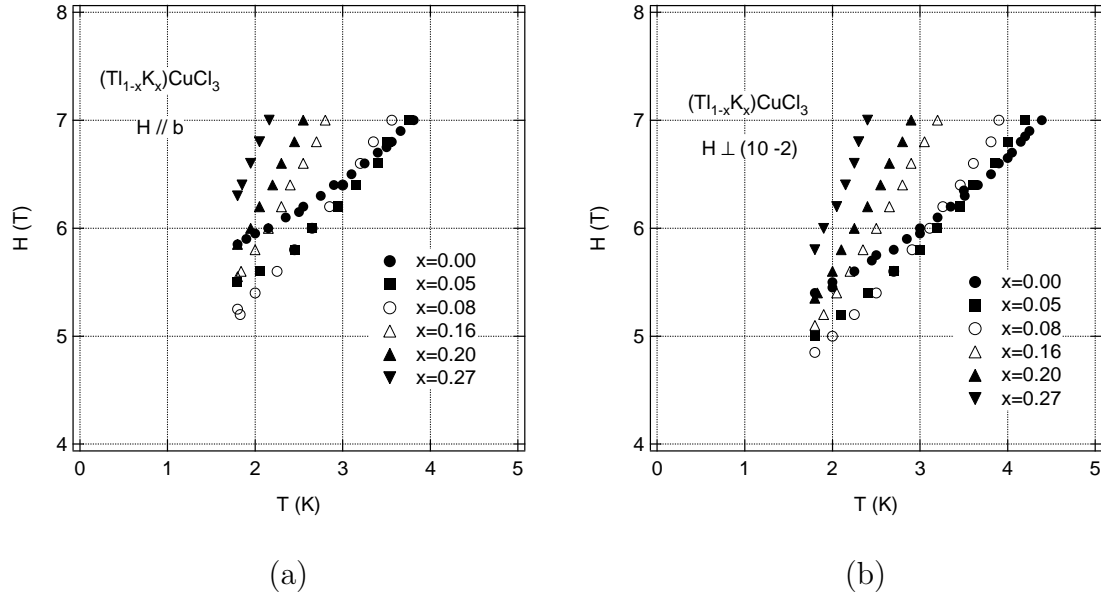 8
7
6
5
4
H (T)
0
1
2
3
4
5
T (K)
(Tl1-xKx)CuCl3
H // b
x=0.00
x=0.05
x=0.08
x=0.16
x=0.20
x=0.27
(a)
8
7
6
5
4
H (T)
0
1
2
3
4
5
T (K)
(Tl1-xKx)CuCl3
H ⊥ (10 -2)
x=0.00
x=0.05
x=0.08
x=0.16
x=0.20
x=0.27
(b)